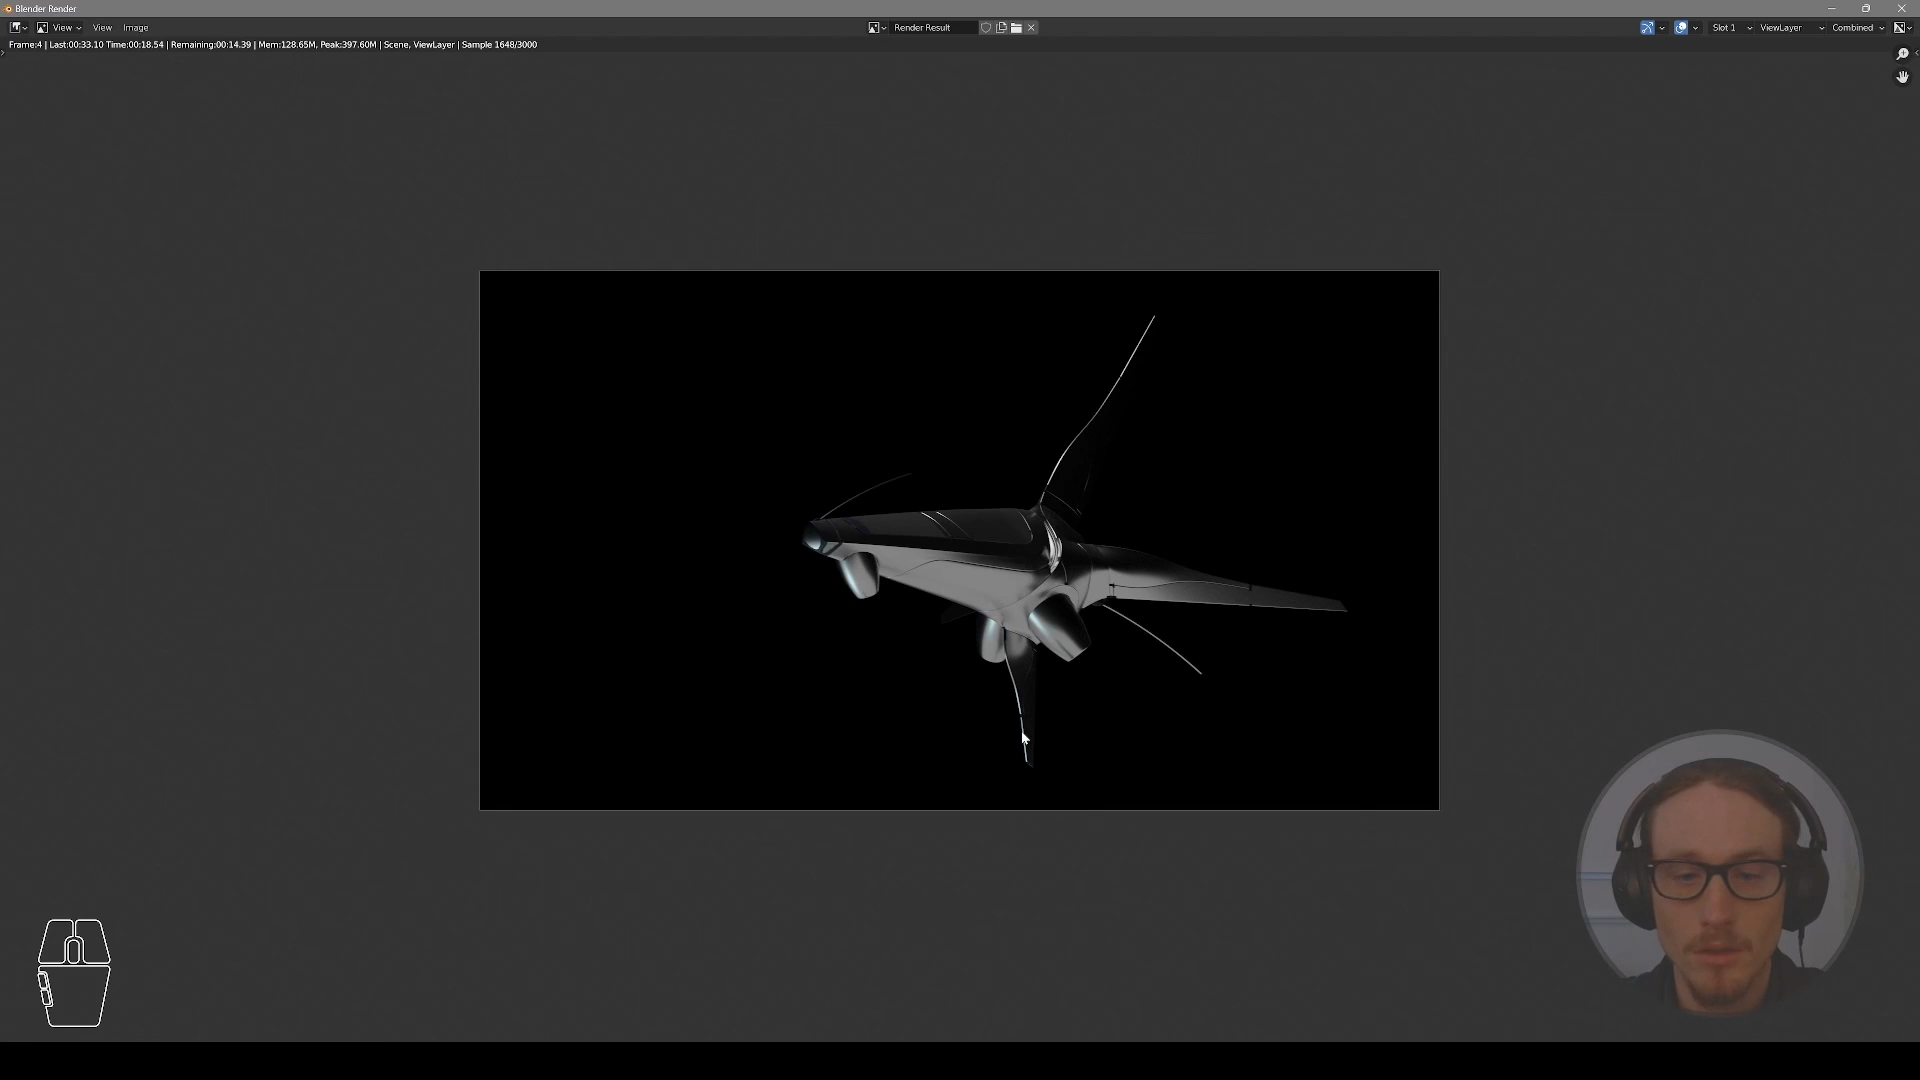 Blender Render
View View Image Render Result Slot 1 ViewLayer Combined
Frame:4 | Last:00:33.10 Time:00:18.54 | Remaining:00:14.39 | Mem:128.65M, Peak:397.60M | Scene, ViewLayer | Sample 1648/3000